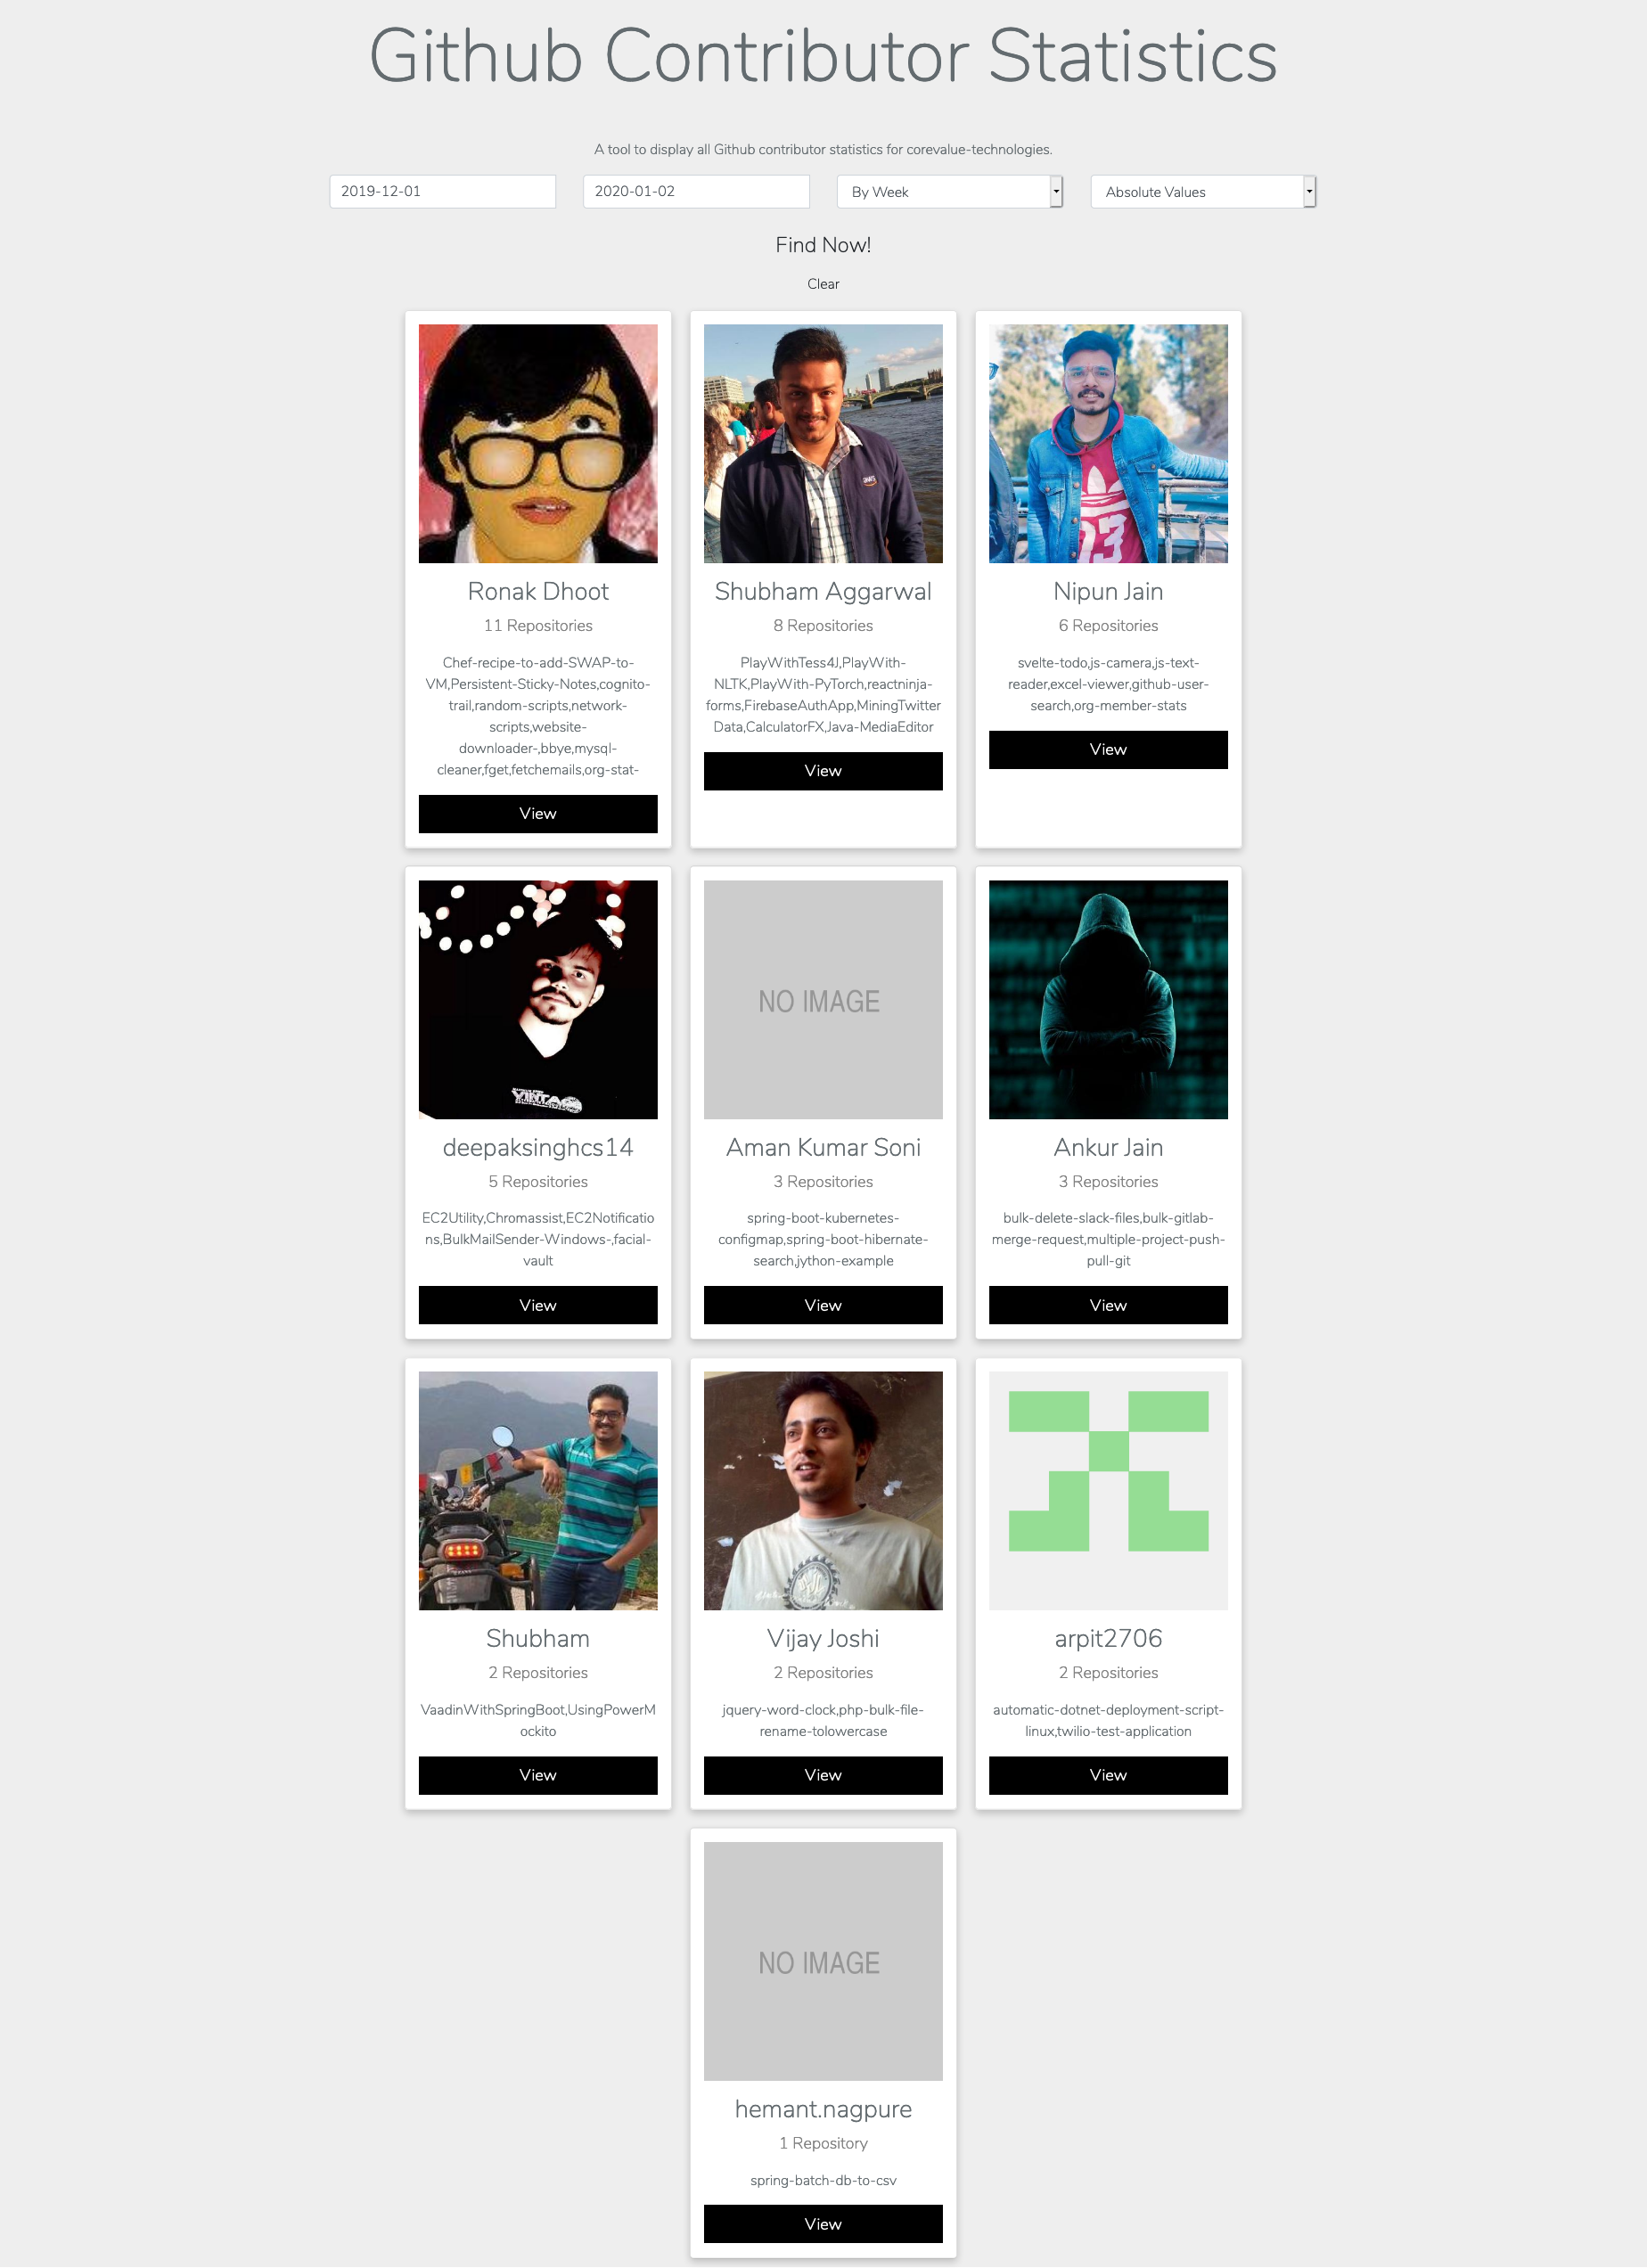 Github Contributor Statistics
A tool to display all Github contributor statistics for corevalue-technologies.
2019-12-01
2020-01-02
By Week
Absolute Values
Find Now!
Clear
Ronak Dhoot
11 Repositories
Chef-recipe-to-add-SWAP-to-
VM,Persistent-Sticky-Notes,cognito-
trail,random-scripts,network-
scripts,website-
downloader-,bbye,mysql-
cleaner,fget,fetchemails,org-stat-
View
Shubham Aggarwal
8 Repositories
PlayWithTess4J,PlayWith-
NLTK,PlayWith-PyTorch,reactninja-
forms,FirebaseAuthApp,MiningTwitter
Data,CalculatorFX,Java-MediaEditor
View
Nipun Jain
6 Repositories
svelte-todo,js-camera,js-text-
reader,excel-viewer,github-user-
search,org-member-stats
View
deepaksinghcs14
5 Repositories
EC2Utility,Chromassist,EC2Notificatio
ns,BulkMailSender-Windows-,facial-
vault
View
NO IMAGE
Aman Kumar Soni
3 Repositories
spring-boot-kubernetes-
configmap,spring-boot-hibernate-
search,jython-example
View
Ankur Jain
3 Repositories
bulk-delete-slack-files,bulk-gitlab-
merge-request,multiple-project-push-
pull-git
View
Shubham
2 Repositories
VaadinWithSpringBoot,UsingPowerM
ockito
View
Vijay Joshi
2 Repositories
jquery-word-clock,php-bulk-file-
rename-tolowercase
View
arpit2706
2 Repositories
automatic-dotnet-deployment-script-
linux,twilio-test-application
View
NO IMAGE
hemant.nagpure
1 Repository
spring-batch-db-to-csv
View